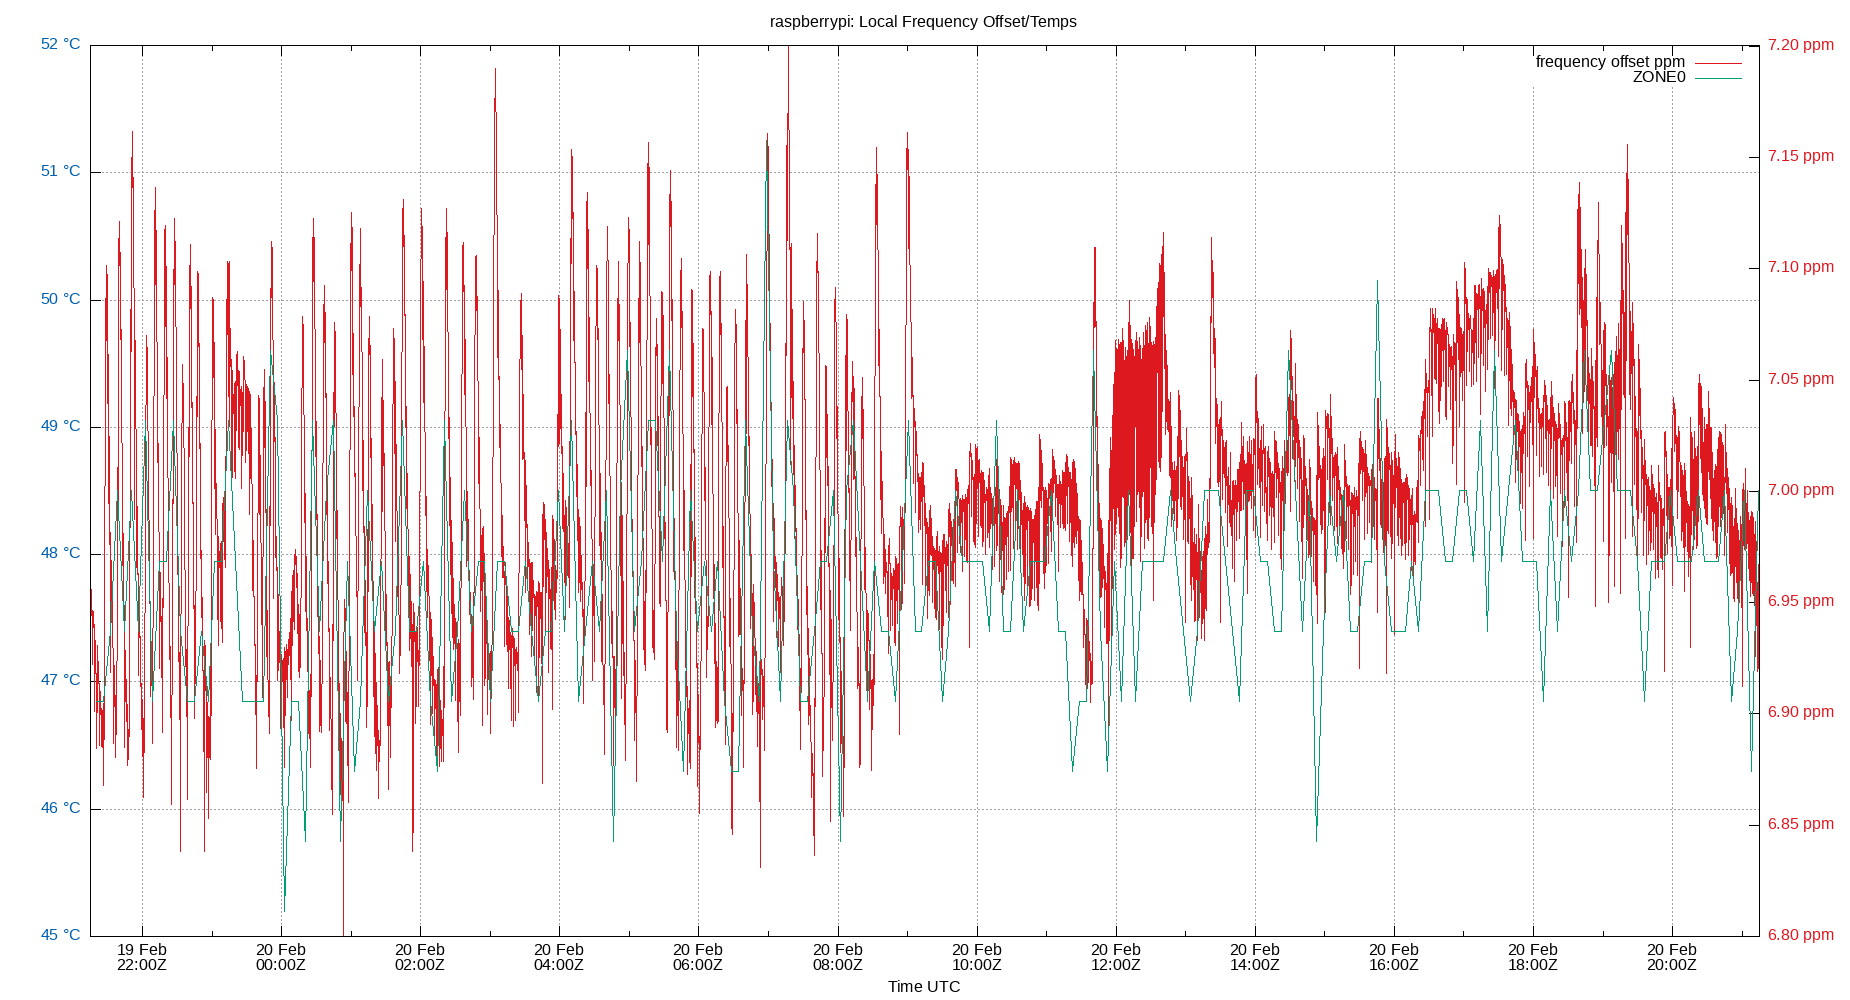 raspberrypi: Local Frequency Offset/Temps
52 °C
51 °C
50 °C
49 °C
48 °C
47 °C
46 °C
45 °C
7.20 ppm
7.15 ppm
7.10 ppm
7.05 ppm
7.00 ppm
6.95 ppm
6.90 ppm
6.85 ppm
6.80 ppm
frequency offset ppm
ZONE0
19 Feb
22:00Z
20 Feb
00:00Z
20 Feb
02:00Z
20 Feb
04:00Z
20 Feb
06:00Z
20 Feb
08:00Z
20 Feb
10:00Z
20 Feb
12:00Z
20 Feb
14:00Z
20 Feb
16:00Z
20 Feb
18:00Z
20 Feb
20:00Z
Time UTC